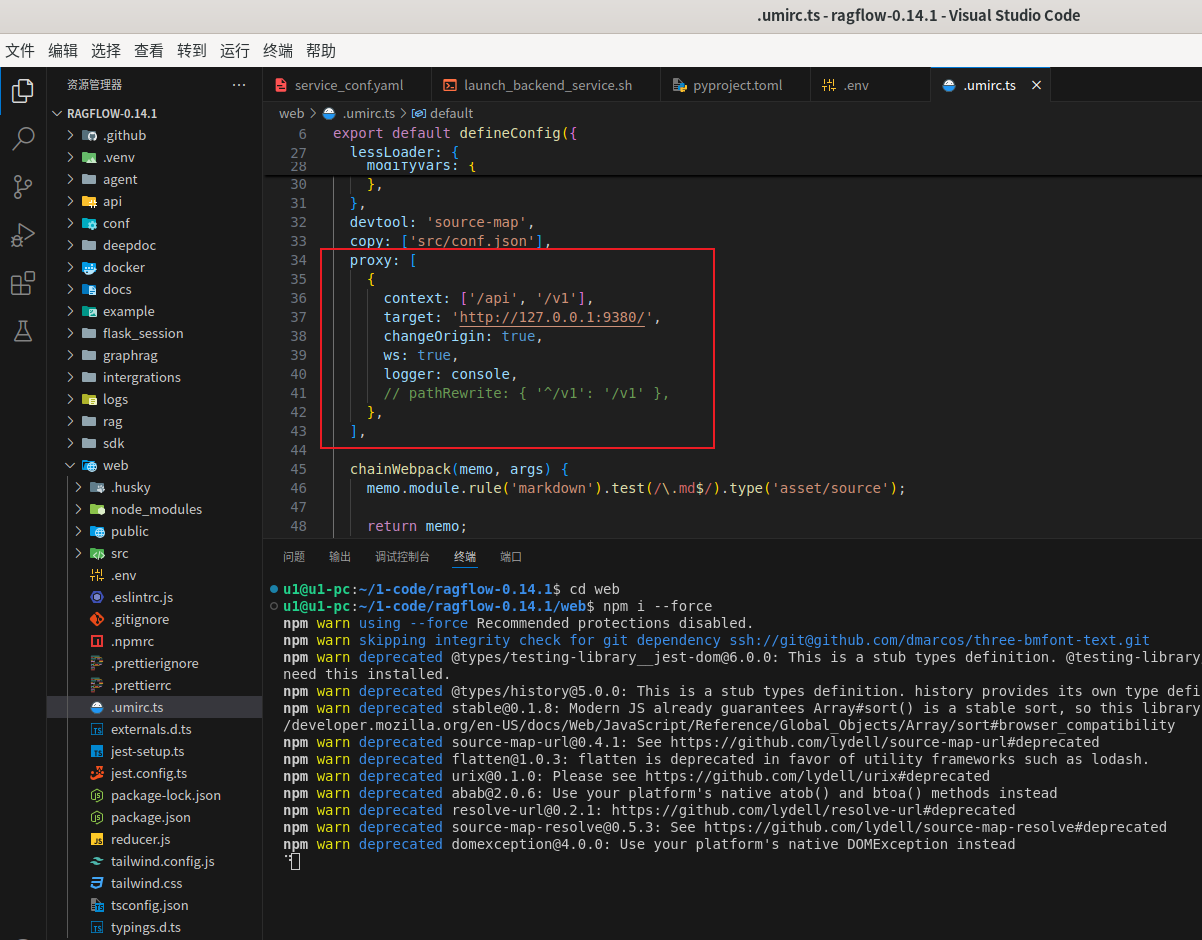 .umirc.ts - ragflow-0.14.1 - Visual Studio Code
文件 编辑 选择 查看 转到 运行 终端 帮助
资源管理器 ···
RAGFLOW-0.14.1
.github
.venv
agent
api
conf
deepdoc
docker
docs
example
flask_session
graphrag
intergrations
logs
rag
sdk
web
.husky
node_modules
public
src
.env
.eslintrc.js
.gitignore
.npmrc
.prettierignore
.prettierrc
.umirc.ts
externals.d.ts
jest-setup.ts
jest.config.ts
package-lock.json
package.json
reducer.js
tailwind.config.js
tailwind.css
tsconfig.json
typings.d.ts
service_conf.yaml launch_backend_service.sh pyproject.toml .env .umirc.ts
web > .umirc.ts > default
6 export default defineConfig({
27 lessLoader: {
28 modifyVars: {
30 },
31 },
32 devtool: 'source-map',
33 copy: ['src/conf.json'],
34 proxy: [
35 {
36 context: ['/api', '/v1'],
37 target: 'http://127.0.0.1:9380/',
38 changeOrigin: true,
39 ws: true,
40 logger: console,
41 // pathRewrite: { '^/v1': '/v1' },
42 },
43 ],
44
45 chainWebpack(memo, args) {
46 memo.module.rule('markdown').test(/\.md$/).type('asset/source');
47
48 return memo;
问题 输出 调试控制台 终端 端口
u1@u1-pc:~/1-code/ragflow-0.14.1$ cd web
u1@u1-pc:~/1-code/ragflow-0.14.1/web$ npm i --force
npm warn using --force Recommended protections disabled.
npm warn skipping integrity check for git dependency ssh://git@github.com/dmarcos/three-bmfont-text.git
npm warn deprecated @types/testing-library__jest-dom@6.0.0: This is a stub types definition. @testing-library
need this installed.
npm warn deprecated @types/history@5.0.0: This is a stub types definition. history provides its own type defi
npm warn deprecated stable@0.1.8: Modern JS already guarantees Array#sort() is a stable sort, so this library
/developer.mozilla.org/en-US/docs/Web/JavaScript/Reference/Global_Objects/Array/sort#browser_compatibility
npm warn deprecated source-map-url@0.4.1: See https://github.com/lydell/source-map-url#deprecated
npm warn deprecated flatten@1.0.3: flatten is deprecated in favor of utility frameworks such as lodash.
npm warn deprecated urix@0.1.0: Please see https://github.com/lydell/urix#deprecated
npm warn deprecated abab@2.0.6: Use your platform's native atob() and btoa() methods instead
npm warn deprecated resolve-url@0.2.1: https://github.com/lydell/resolve-url#deprecated
npm warn deprecated source-map-resolve@0.5.3: See https://github.com/lydell/source-map-resolve#deprecated
npm warn deprecated domexception@4.0.0: Use your platform's native DOMException instead